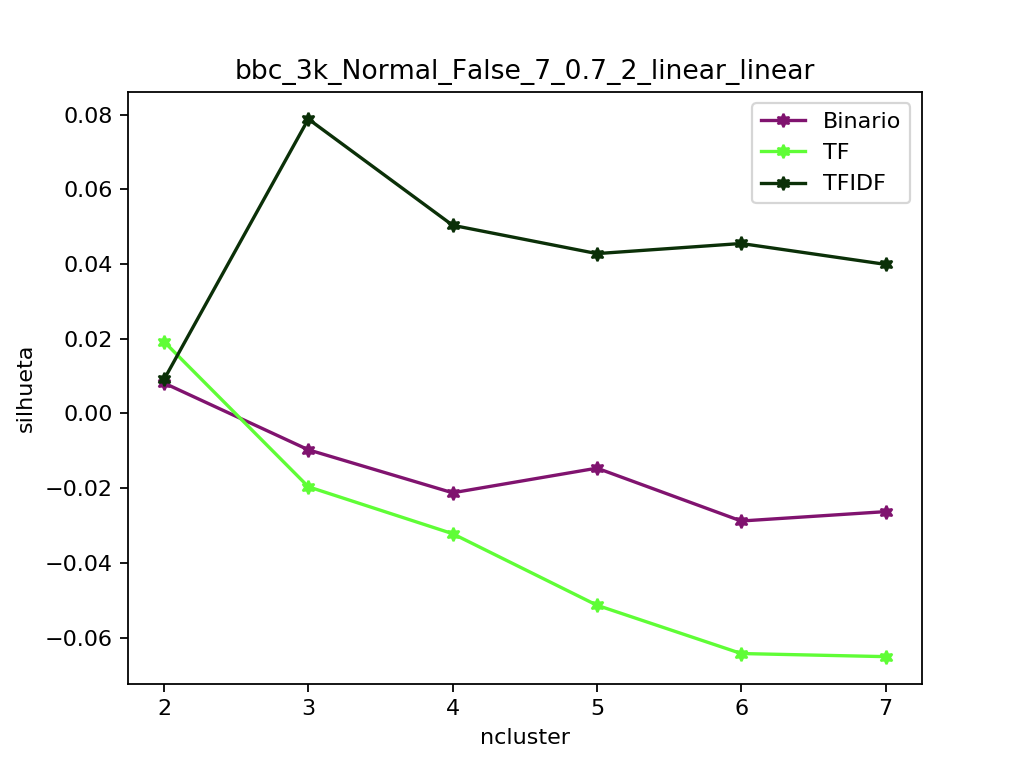 bbc_3k_Normal_False_7_0.7_2_linear_linear
Binario
TF
TFIDF
silhueta
0.08
0.06
0.04
0.02
0.00
−0.02
−0.04
−0.06
2 3 4 5 6 7
ncluster